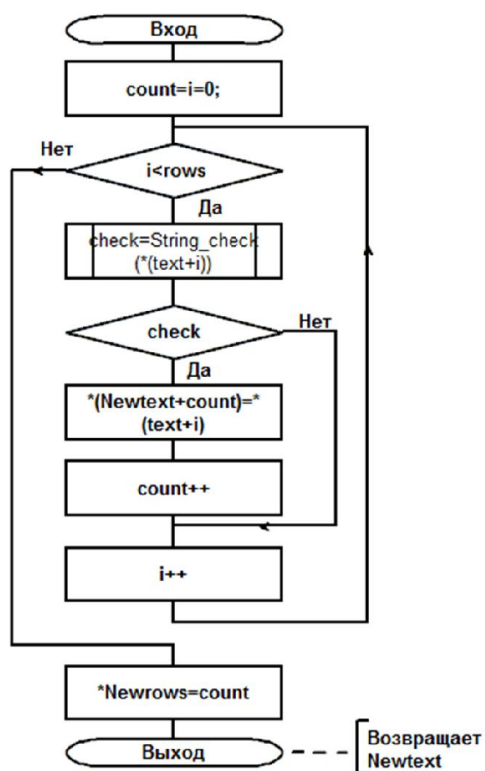 Вход
count=i=0;
Нет
i<rows
Да
check=String_check
(*(text+i))
check
Нет
Да
*(Newtext+count)=*
(text+i)
count++
i++
*Newrows=count
Выход
Возвращает
Newtext